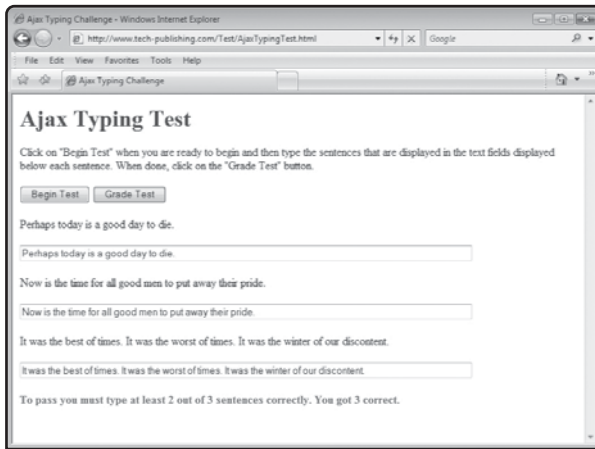 Ajax Typing Challenge - Windows Internet Explorer
http://www.tech-publishing.com/Test/AjaxTypingTest.html
Google
File Edit View Favorites Tools Help
Ajax Typing Challenge
Ajax Typing Test
Click on "Begin Test" when you are ready to begin and then type the sentences that are displayed in the text fields displayed
below each sentence. When done, click on the "Grade Test" button.
Begin Test Grade Test
Perhaps today is a good day to die.
Perhaps today is a good day to die.
Now is the time for all good men to put away their pride.
Now is the time for all good men to put away their pride.
It was the best of times. It was the worst of times. It was the winter of our discontent.
It was the best of times. It was the worst of times. It was the winter of our discontent.
To pass you must type at least 2 out of 3 sentences correctly. You got 3 correct.